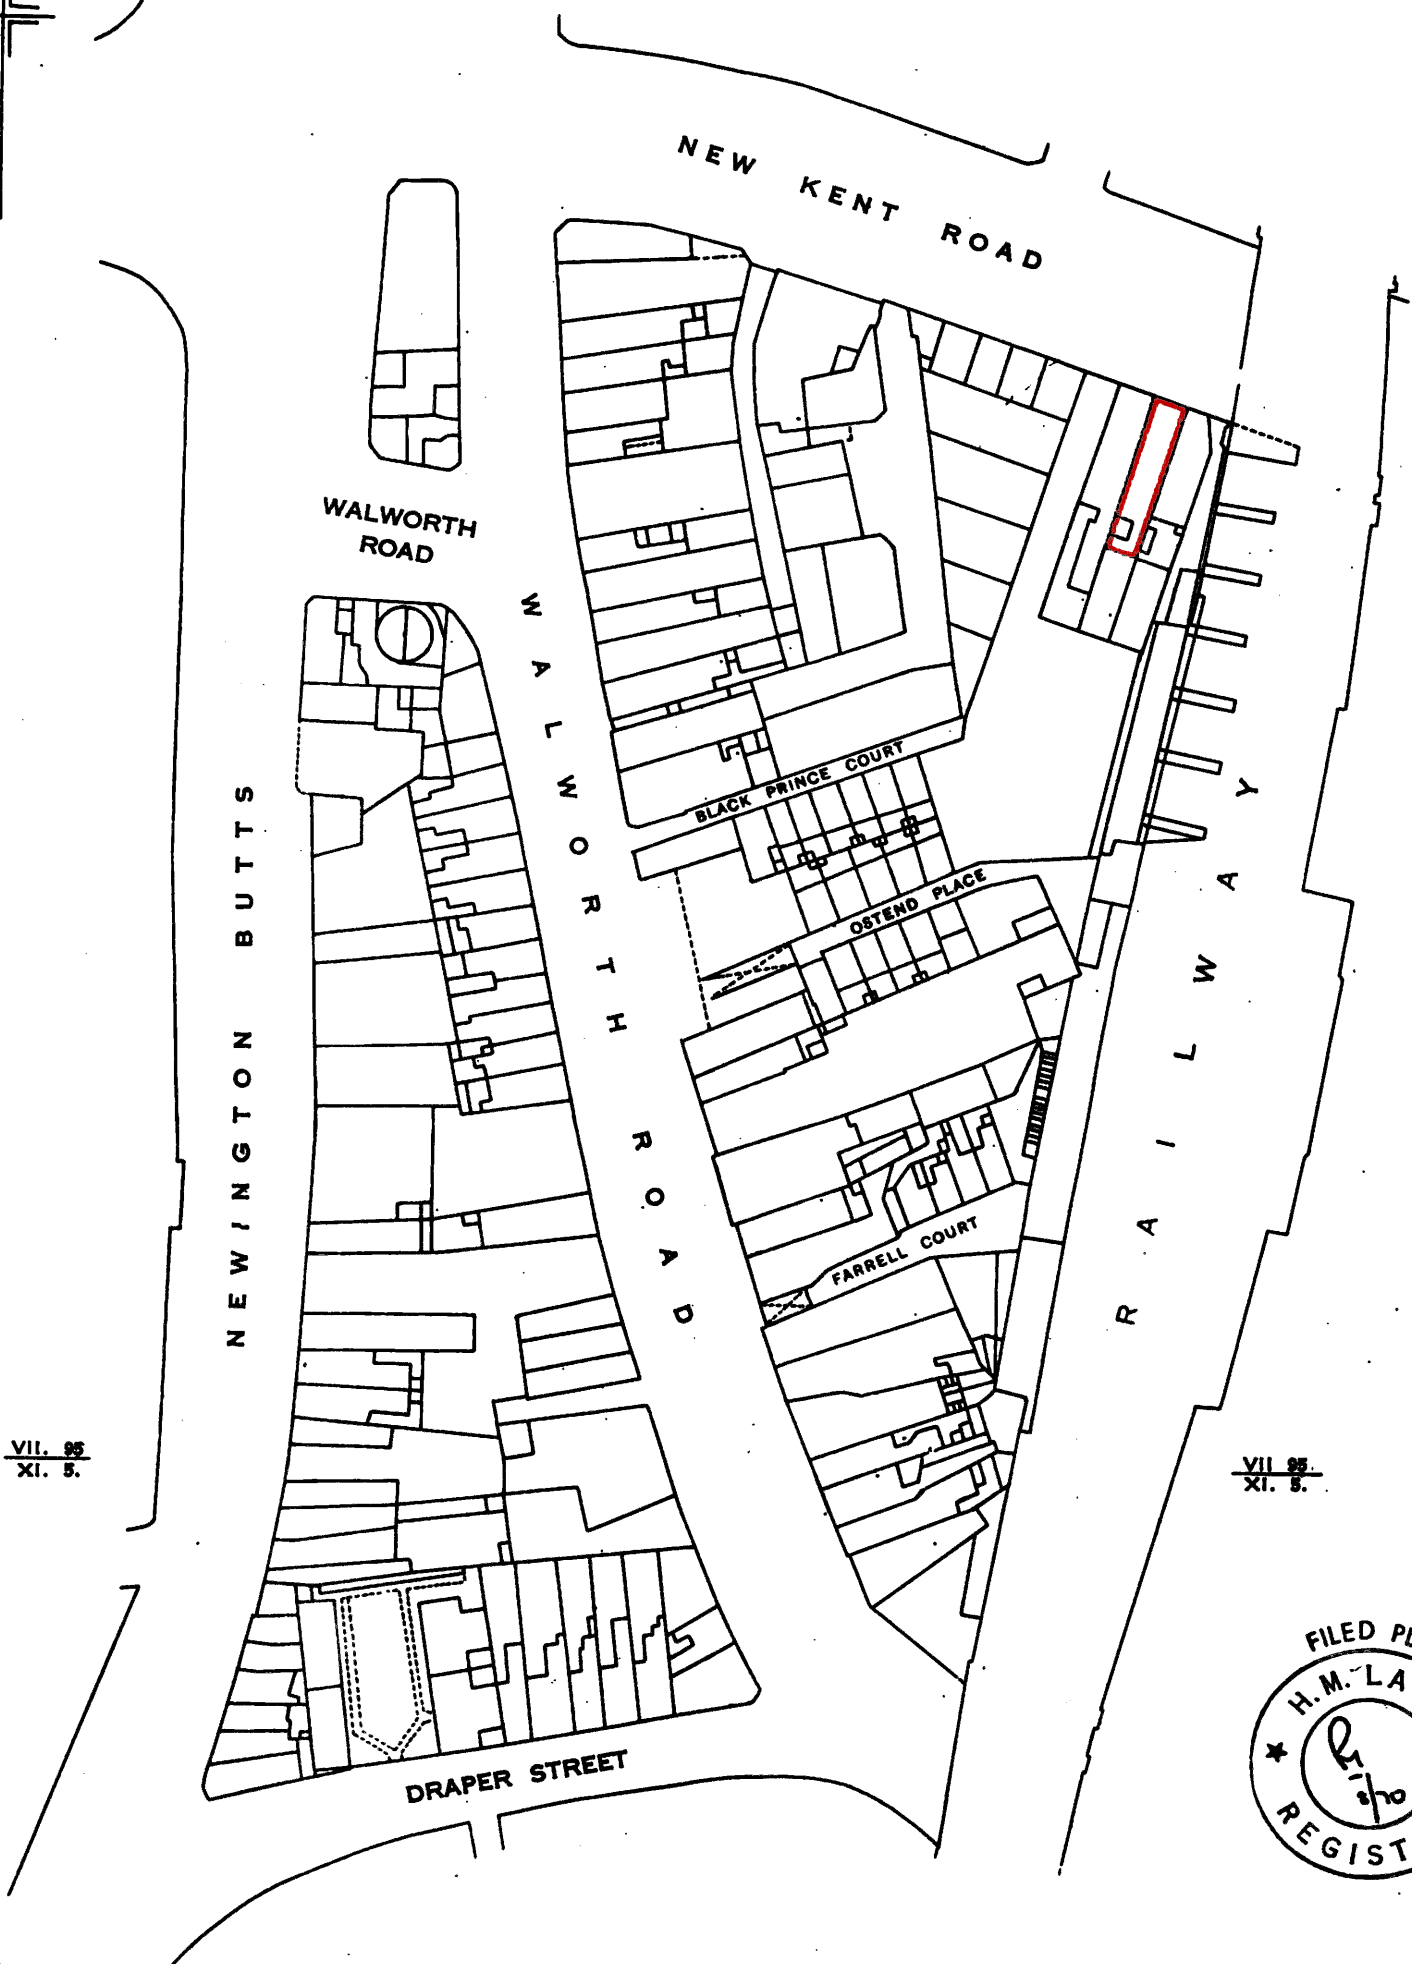 NEW KENT ROAD
WALWORTH
ROAD
WALWORTH ROAD
NEWINGTON BUTTS
BLACK PRINCE COURT
OSTEND PLACE
RAILWAY
FARRELL COURT
VII. 95
XI. 5.
VII 95.
XI. 5.
DRAPER STREET
FILED PL
H.M. LA
REGIST